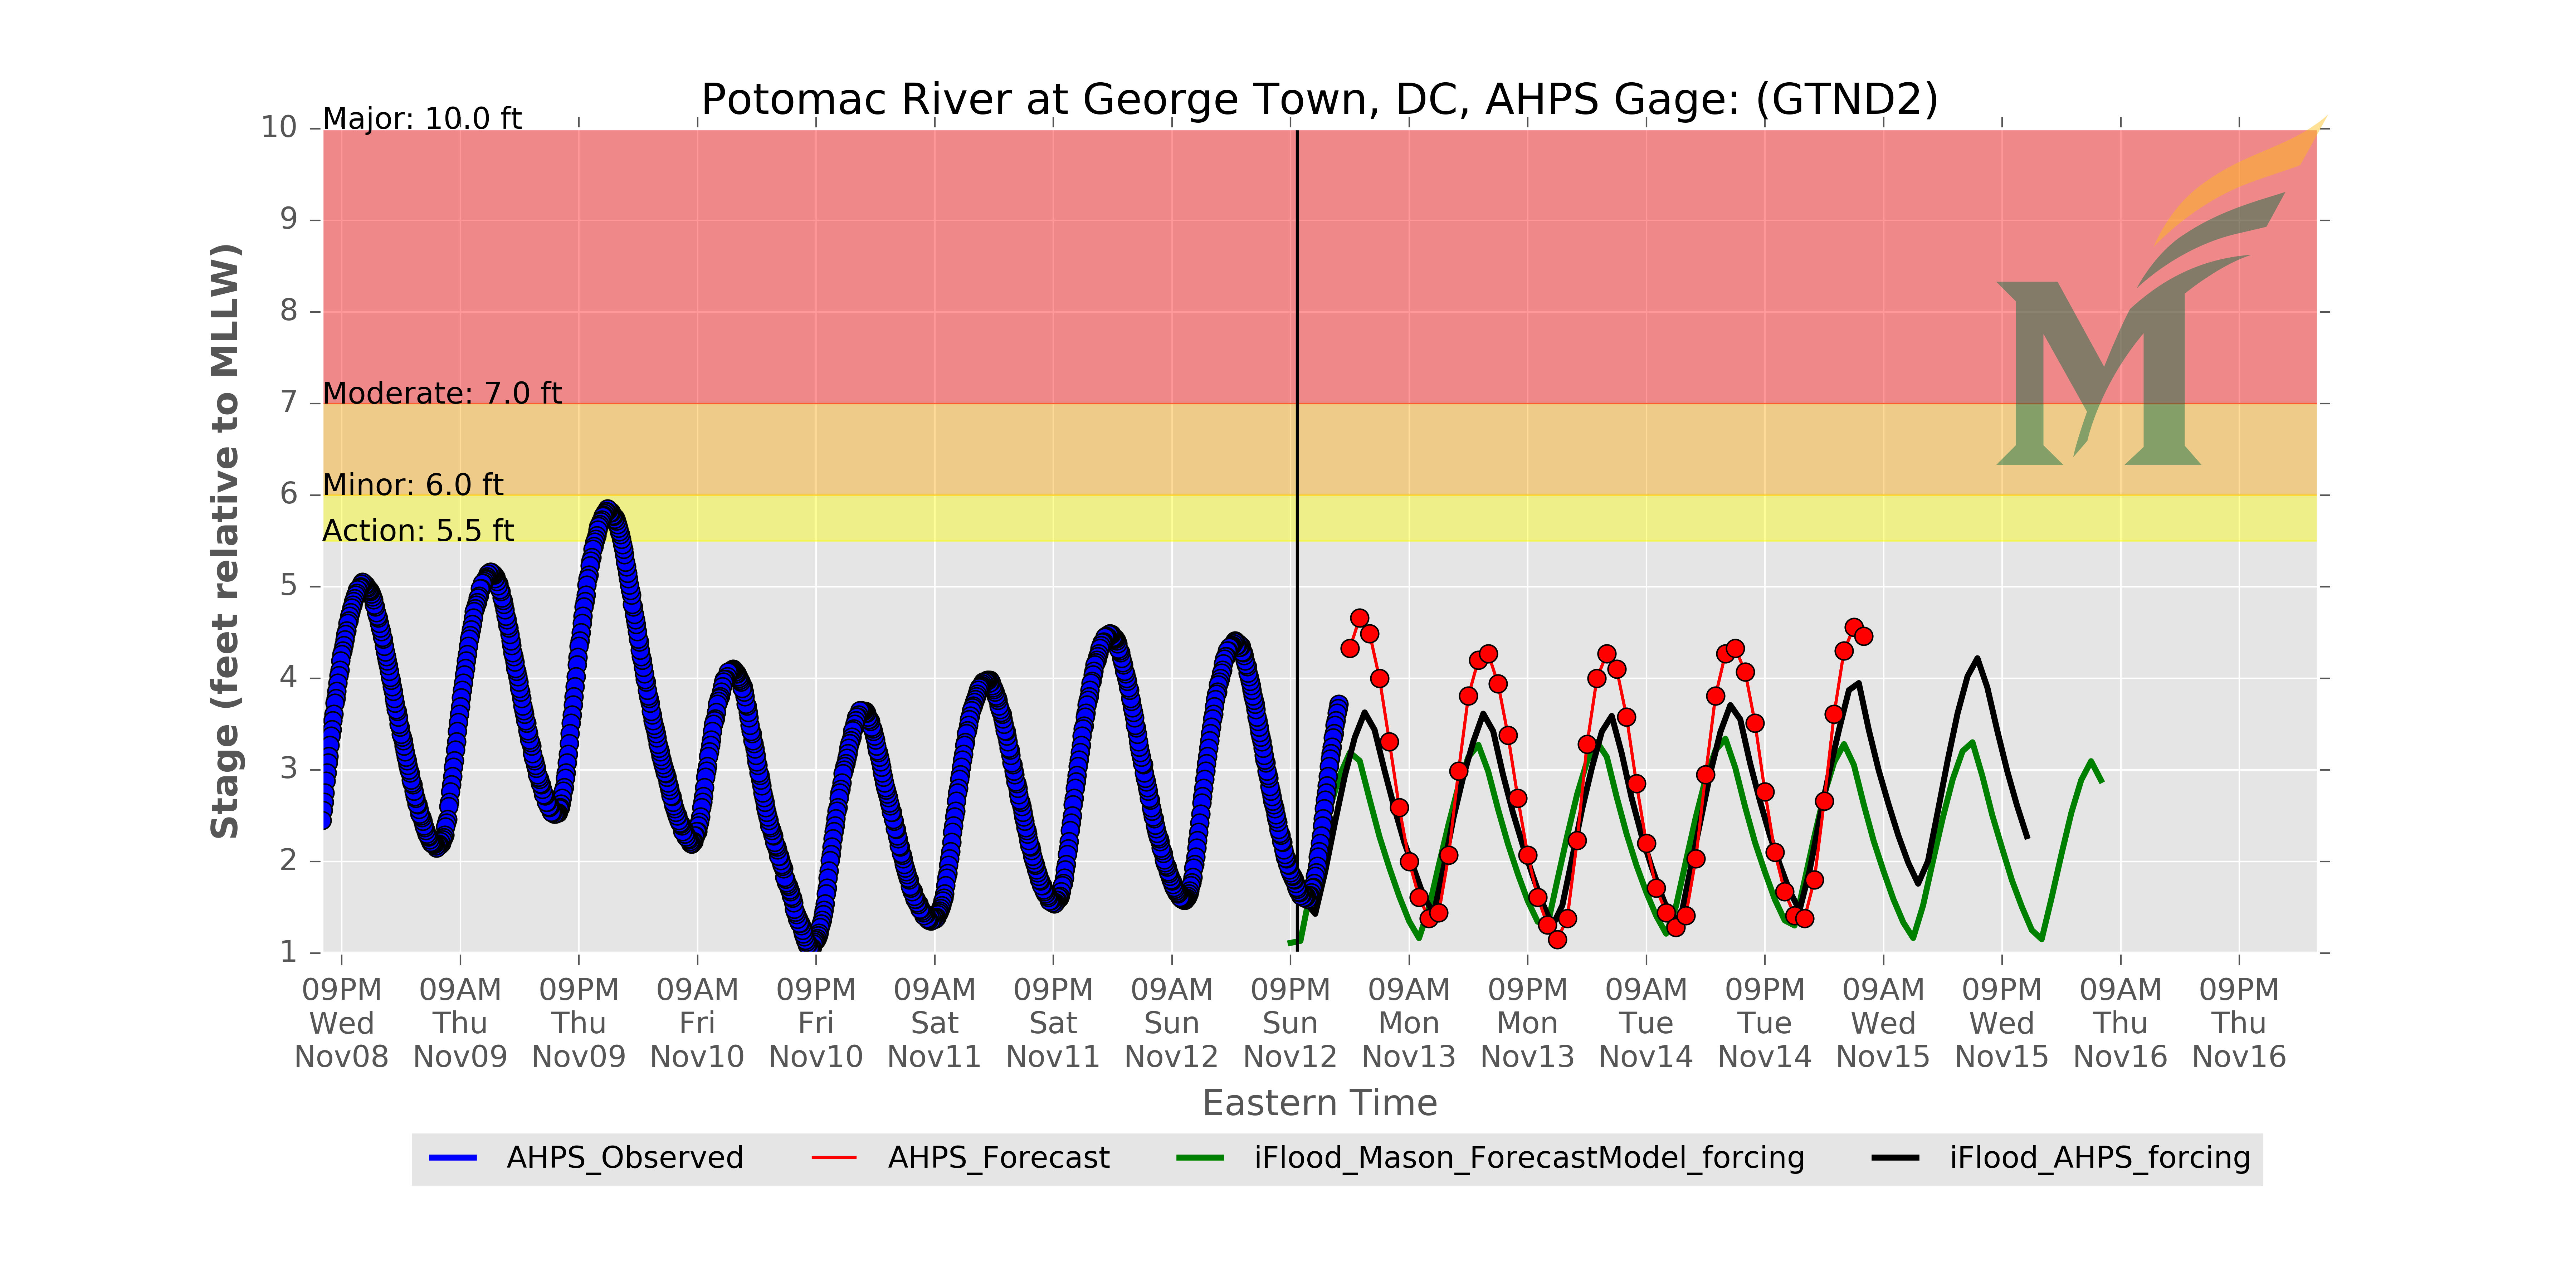 Potomac River at George Town, DC, AHPS Gage: (GTND2)
Major: 10.0 ft
Moderate: 7.0 ft
Minor: 6.0 ft
Action: 5.5 ft
10
9
8
7
6
5
4
3
2
1
Stage (feet relative to MLLW)
09PM 09AM 09PM 09AM 09PM 09AM 09PM 09AM 09PM 09AM 09PM 09AM 09PM 09AM 09PM 09AM 09PM
Wed Thu Thu Fri Fri Sat Sat Sun Sun Mon Mon Tue Tue Wed Wed Thu Thu
Nov08 Nov09 Nov09 Nov10 Nov10 Nov11 Nov11 Nov12 Nov12 Nov13 Nov13 Nov14 Nov14 Nov15 Nov15 Nov16 Nov16
Eastern Time
AHPS_Observed AHPS_Forecast iFlood_Mason_ForecastModel_forcing iFlood_AHPS_forcing
M